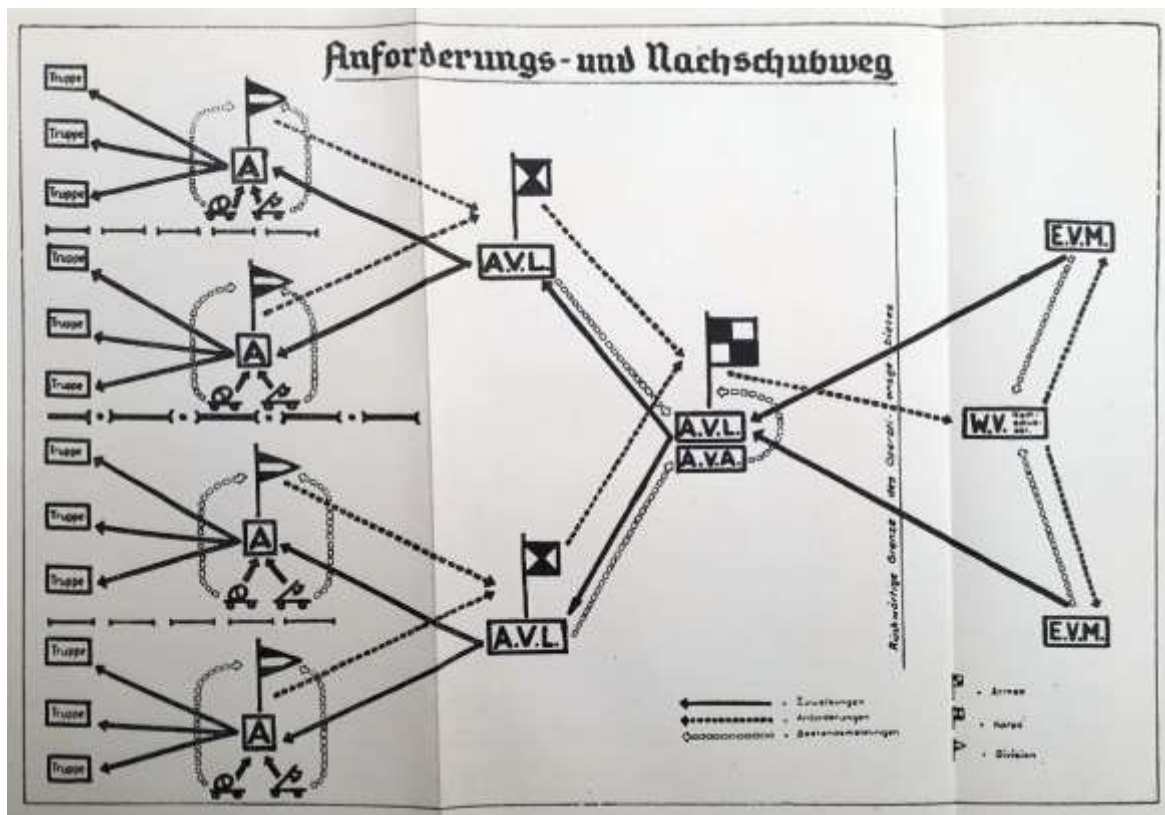 Anforderungs- und Nachschubweg
Truppe
Truppe
Truppe
A
Truppe
Truppe
Truppe
A
Truppe
Truppe
Truppe
A
Truppe
Truppe
Truppe
A
A.V.L.
A.V.L.
A.V.L.
A.V.A.
Rückwärtige Grenze des
E.V.M.
W.V.
E.V.M.
= Zuweisungen
= Anforderungen
= Bestandsmeldungen
= Armee
= Korps
= Division